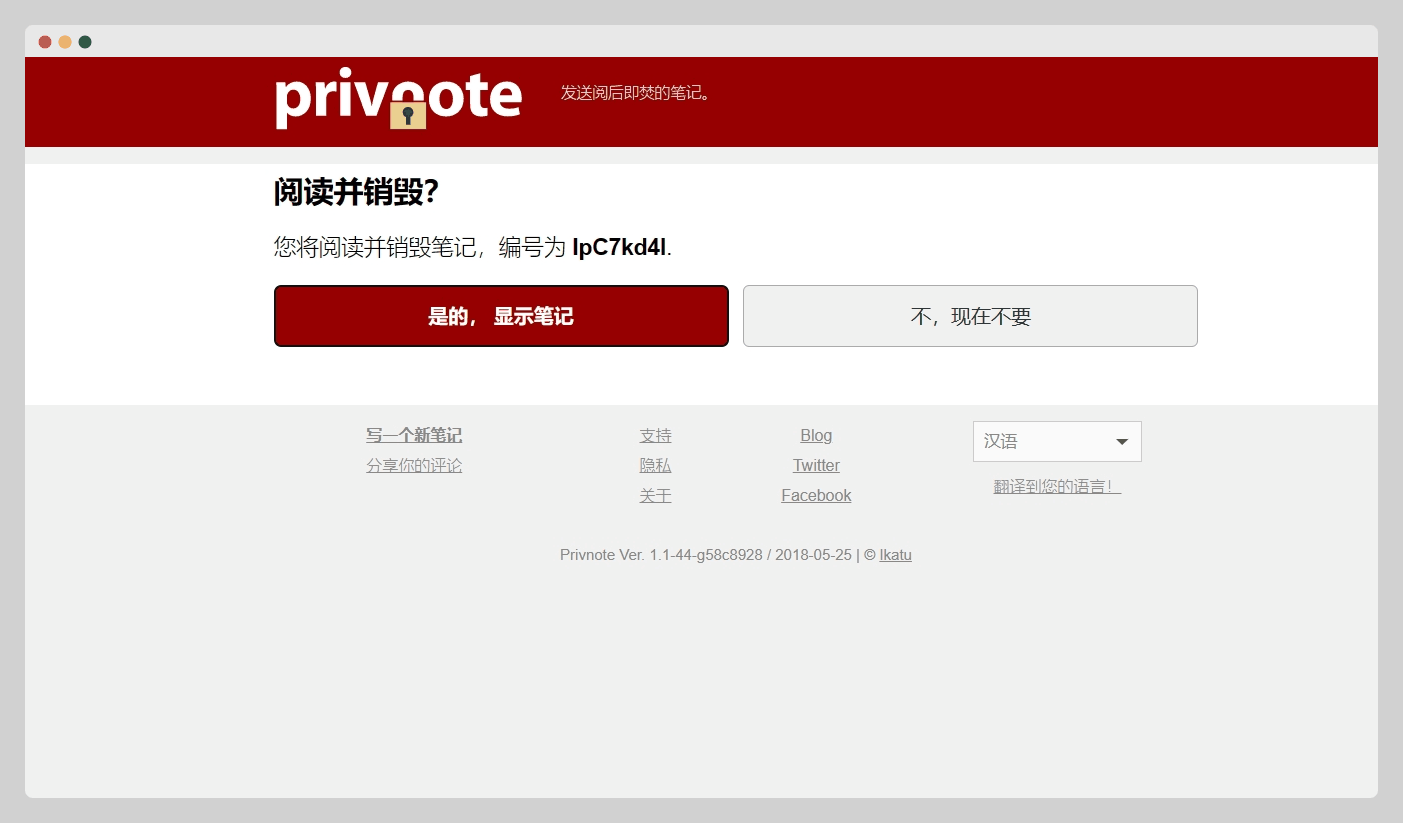 privnote
发送阅后即焚的笔记。
阅读并销毁?
您将阅读并销毁笔记，编号为 IpC7kd4I.
是的， 显示笔记
不，现在不要
写一个新笔记
分享你的评论
支持
隐私
关于
Blog
Twitter
Facebook
汉语
翻译到您的语言！
Privnote Ver. 1.1-44-g58c8928 / 2018-05-25 | © Ikatu